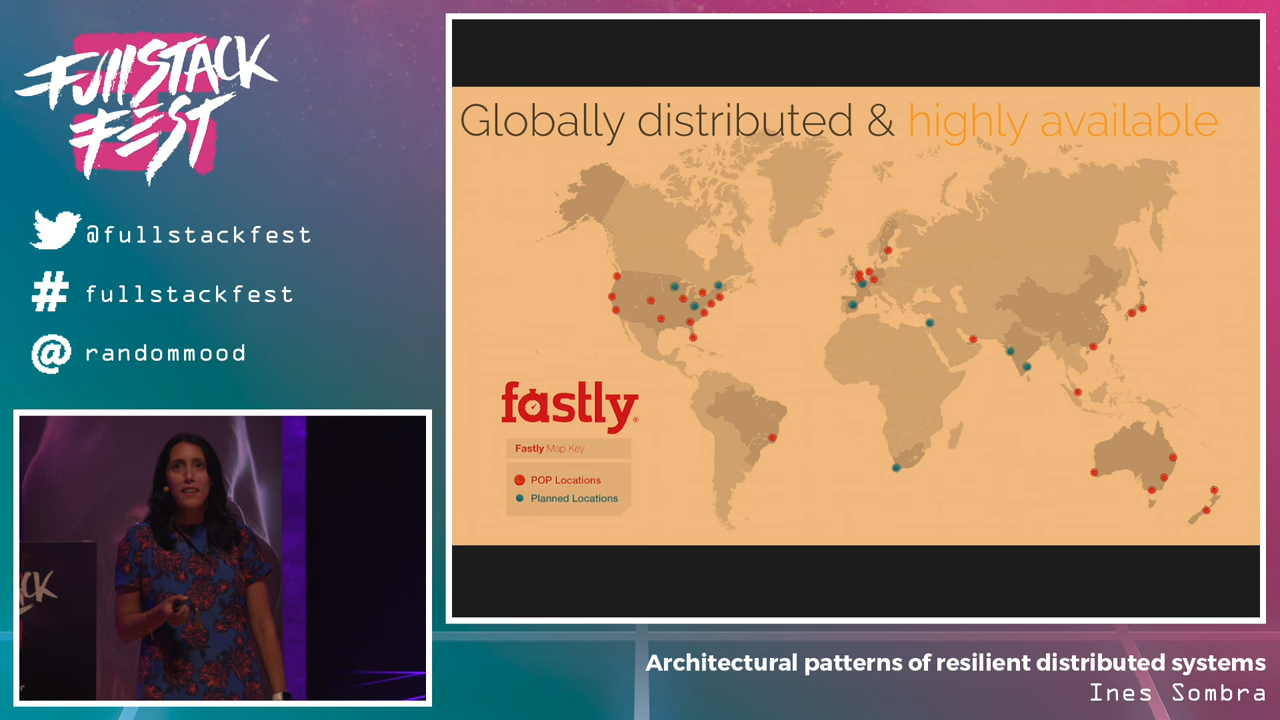 FullSTACK
FEST
@fullstackfest
# fullstackfest
@ randommood
CK
Globally distributed & highly available
fastly
Fastly Map Key
POP Locations
Planned Locations
Architectural patterns of resilient distributed systems
Ines Sombra